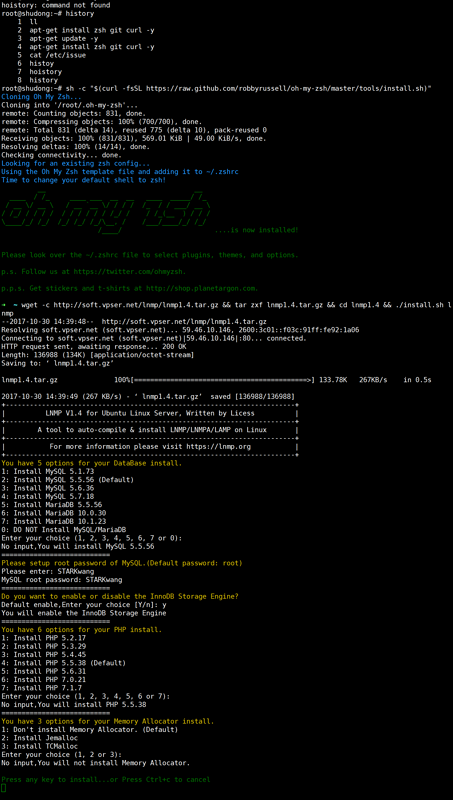 hoistory: command not found
root@shudong:~# history
    1  ll
    2  apt-get install zsh git curl -y
    3  apt-get update -y
    4  apt-get install zsh git curl -y
    5  cat /etc/issue
    6  histoy
    7  hoistory
    8  history
root@shudong:~# sh -c "$(curl -fsSL https://raw.github.com/robbyrussell/oh-my-zsh/master/tools/install.sh)"
Cloning Oh My Zsh...
Cloning into '/root/.oh-my-zsh'...
remote: Counting objects: 831, done.
remote: Compressing objects: 100% (700/700), done.
remote: Total 831 (delta 14), reused 775 (delta 10), pack-reused 0
Receiving objects: 100% (831/831), 569.01 KiB | 49.00 KiB/s, done.
Resolving deltas: 100% (14/14), done.
Checking connectivity... done.
Looking for an existing zsh config...
Using the Oh My Zsh template file and adding it to ~/.zshrc
Time to change your default shell to zsh!
....is now installed!
Please look over the ~/.zshrc file to select plugins, themes, and options.
p.s. Follow us at https://twitter.com/ohmyzsh.
p.p.s. Get stickers and t-shirts at http://shop.planetargon.com.
➜  ~ wget -c http://soft.vpser.net/lnmp/lnmp1.4.tar.gz && tar zxf lnmp1.4.tar.gz && cd lnmp1.4 && ./install.sh l
nmp
--2017-10-30 14:39:48--  http://soft.vpser.net/lnmp/lnmp1.4.tar.gz
Resolving soft.vpser.net (soft.vpser.net)... 59.46.10.146, 2600:3c01::f03c:91ff:fe92:1a06
Connecting to soft.vpser.net (soft.vpser.net)|59.46.10.146|:80... connected.
HTTP request sent, awaiting response... 200 OK
Length: 136988 (134K) [application/octet-stream]
Saving to: ‘ lnmp1.4.tar.gz’
lnmp1.4.tar.gz 100%[===========================================>] 133.78K 267KB/s in 0.5s
2017-10-30 14:39:49 (267 KB/s) - ‘ lnmp1.4.tar.gz’  saved [136988/136988]
+------------------------------------------------------------------------+
|          LNMP V1.4 for Ubuntu Linux Server, Written by Licess          |
+------------------------------------------------------------------------+
|        A tool to auto-compile & install LNMP/LNMPA/LAMP on Linux       |
+------------------------------------------------------------------------+
|           For more information please visit https://lnmp.org           |
+------------------------------------------------------------------------+
You have 5 options for your DataBase install.
1: Install MySQL 5.1.73
2: Install MySQL 5.5.56 (Default)
3: Install MySQL 5.6.36
4: Install MySQL 5.7.18
5: Install MariaDB 5.5.56
6: Install MariaDB 10.0.30
7: Install MariaDB 10.1.23
0: DO NOT Install MySQL/MariaDB
Enter your choice (1, 2, 3, 4, 5, 6, 7 or 0):
No input,You will install MySQL 5.5.56
===========================
Please setup root password of MySQL.(Default password: root)
Please enter: STARKwang
MySQL root password: STARKwang
===========================
Do you want to enable or disable the InnoDB Storage Engine?
Default enable,Enter your choice [Y/n]: y
You will enable the InnoDB Storage Engine
===========================
You have 6 options for your PHP install.
1: Install PHP 5.2.17
2: Install PHP 5.3.29
3: Install PHP 5.4.45
4: Install PHP 5.5.38 (Default)
5: Install PHP 5.6.31
6: Install PHP 7.0.21
7: Install PHP 7.1.7
Enter your choice (1, 2, 3, 4, 5, 6 or 7):
No input,You will install PHP 5.5.38
===========================
You have 3 options for your Memory Allocator install.
1: Don't install Memory Allocator. (Default)
2: Install Jemalloc
3: Install TCMalloc
Enter your choice (1, 2 or 3):
No input,You will not install Memory Allocator.
Press any key to install...or Press Ctrl+c to cancel